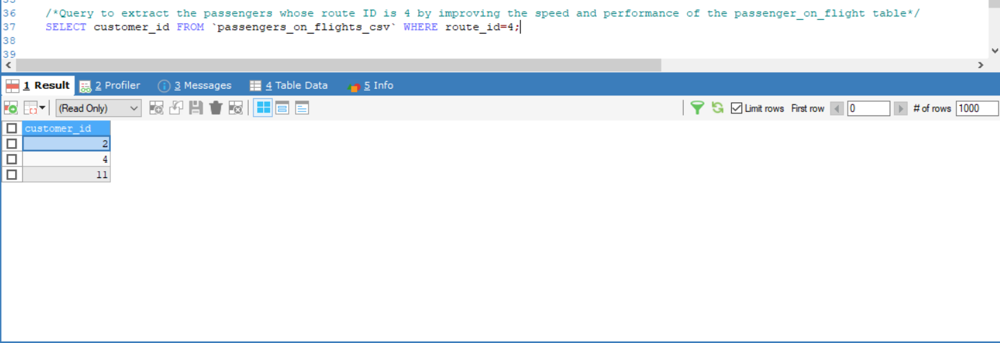 35
36 /*Query to extract the passengers whose route ID is 4 by improving the speed and performance of the passenger_on_flight table*/
37 SELECT customer_id FROM `passengers_on_flights_csv` WHERE route_id=4;
38
39
1 Result 2 Profiler 3 Messages 4 Table Data 5 Info
(Read Only) Limit rows First row 0 # of rows 1000
customer_id
2
4
11